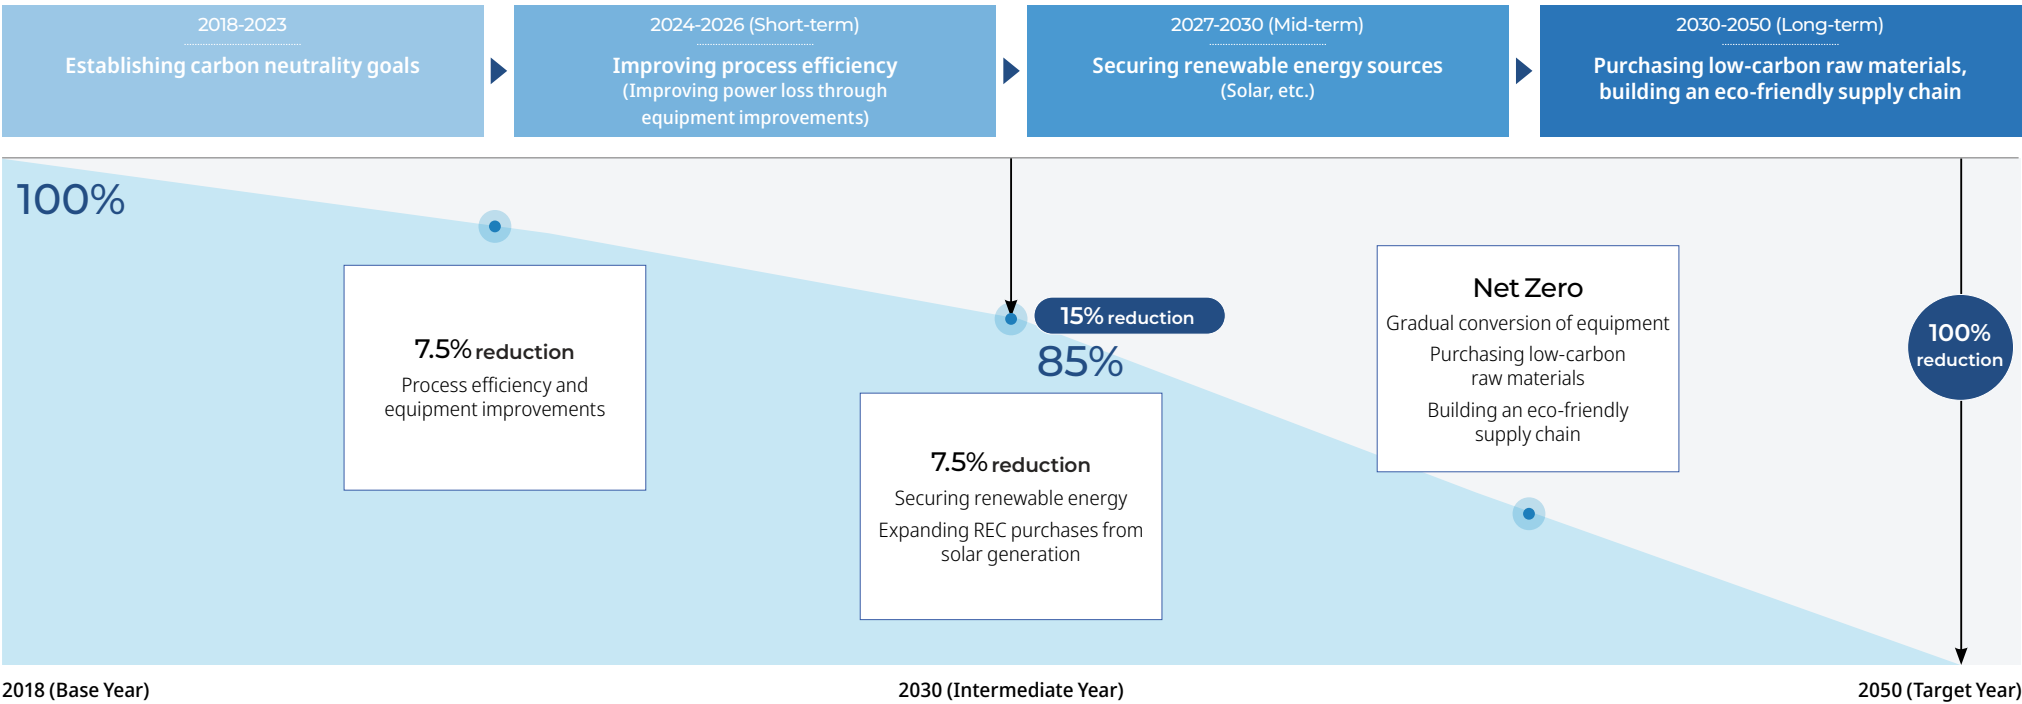 2018-2023
Establishing carbon neutrality goals
2024-2026 (Short-term)
Improving process efficiency
(Improving power loss through
equipment improvements)
2027-2030 (Mid-term)
Securing renewable energy sources
(Solar, etc.)
2030-2050 (Long-term)
Purchasing low-carbon raw materials,
building an eco-friendly supply chain
100%
7.5% reduction
Process efficiency and
equipment improvements
15% reduction
85%
7.5% reduction
Securing renewable energy
Expanding REC purchases from
solar generation
Net Zero
Gradual conversion of equipment
Purchasing low-carbon
raw materials
Building an eco-friendly
supply chain
100%
reduction
2018 (Base Year)
2030 (Intermediate Year)
2050 (Target Year)